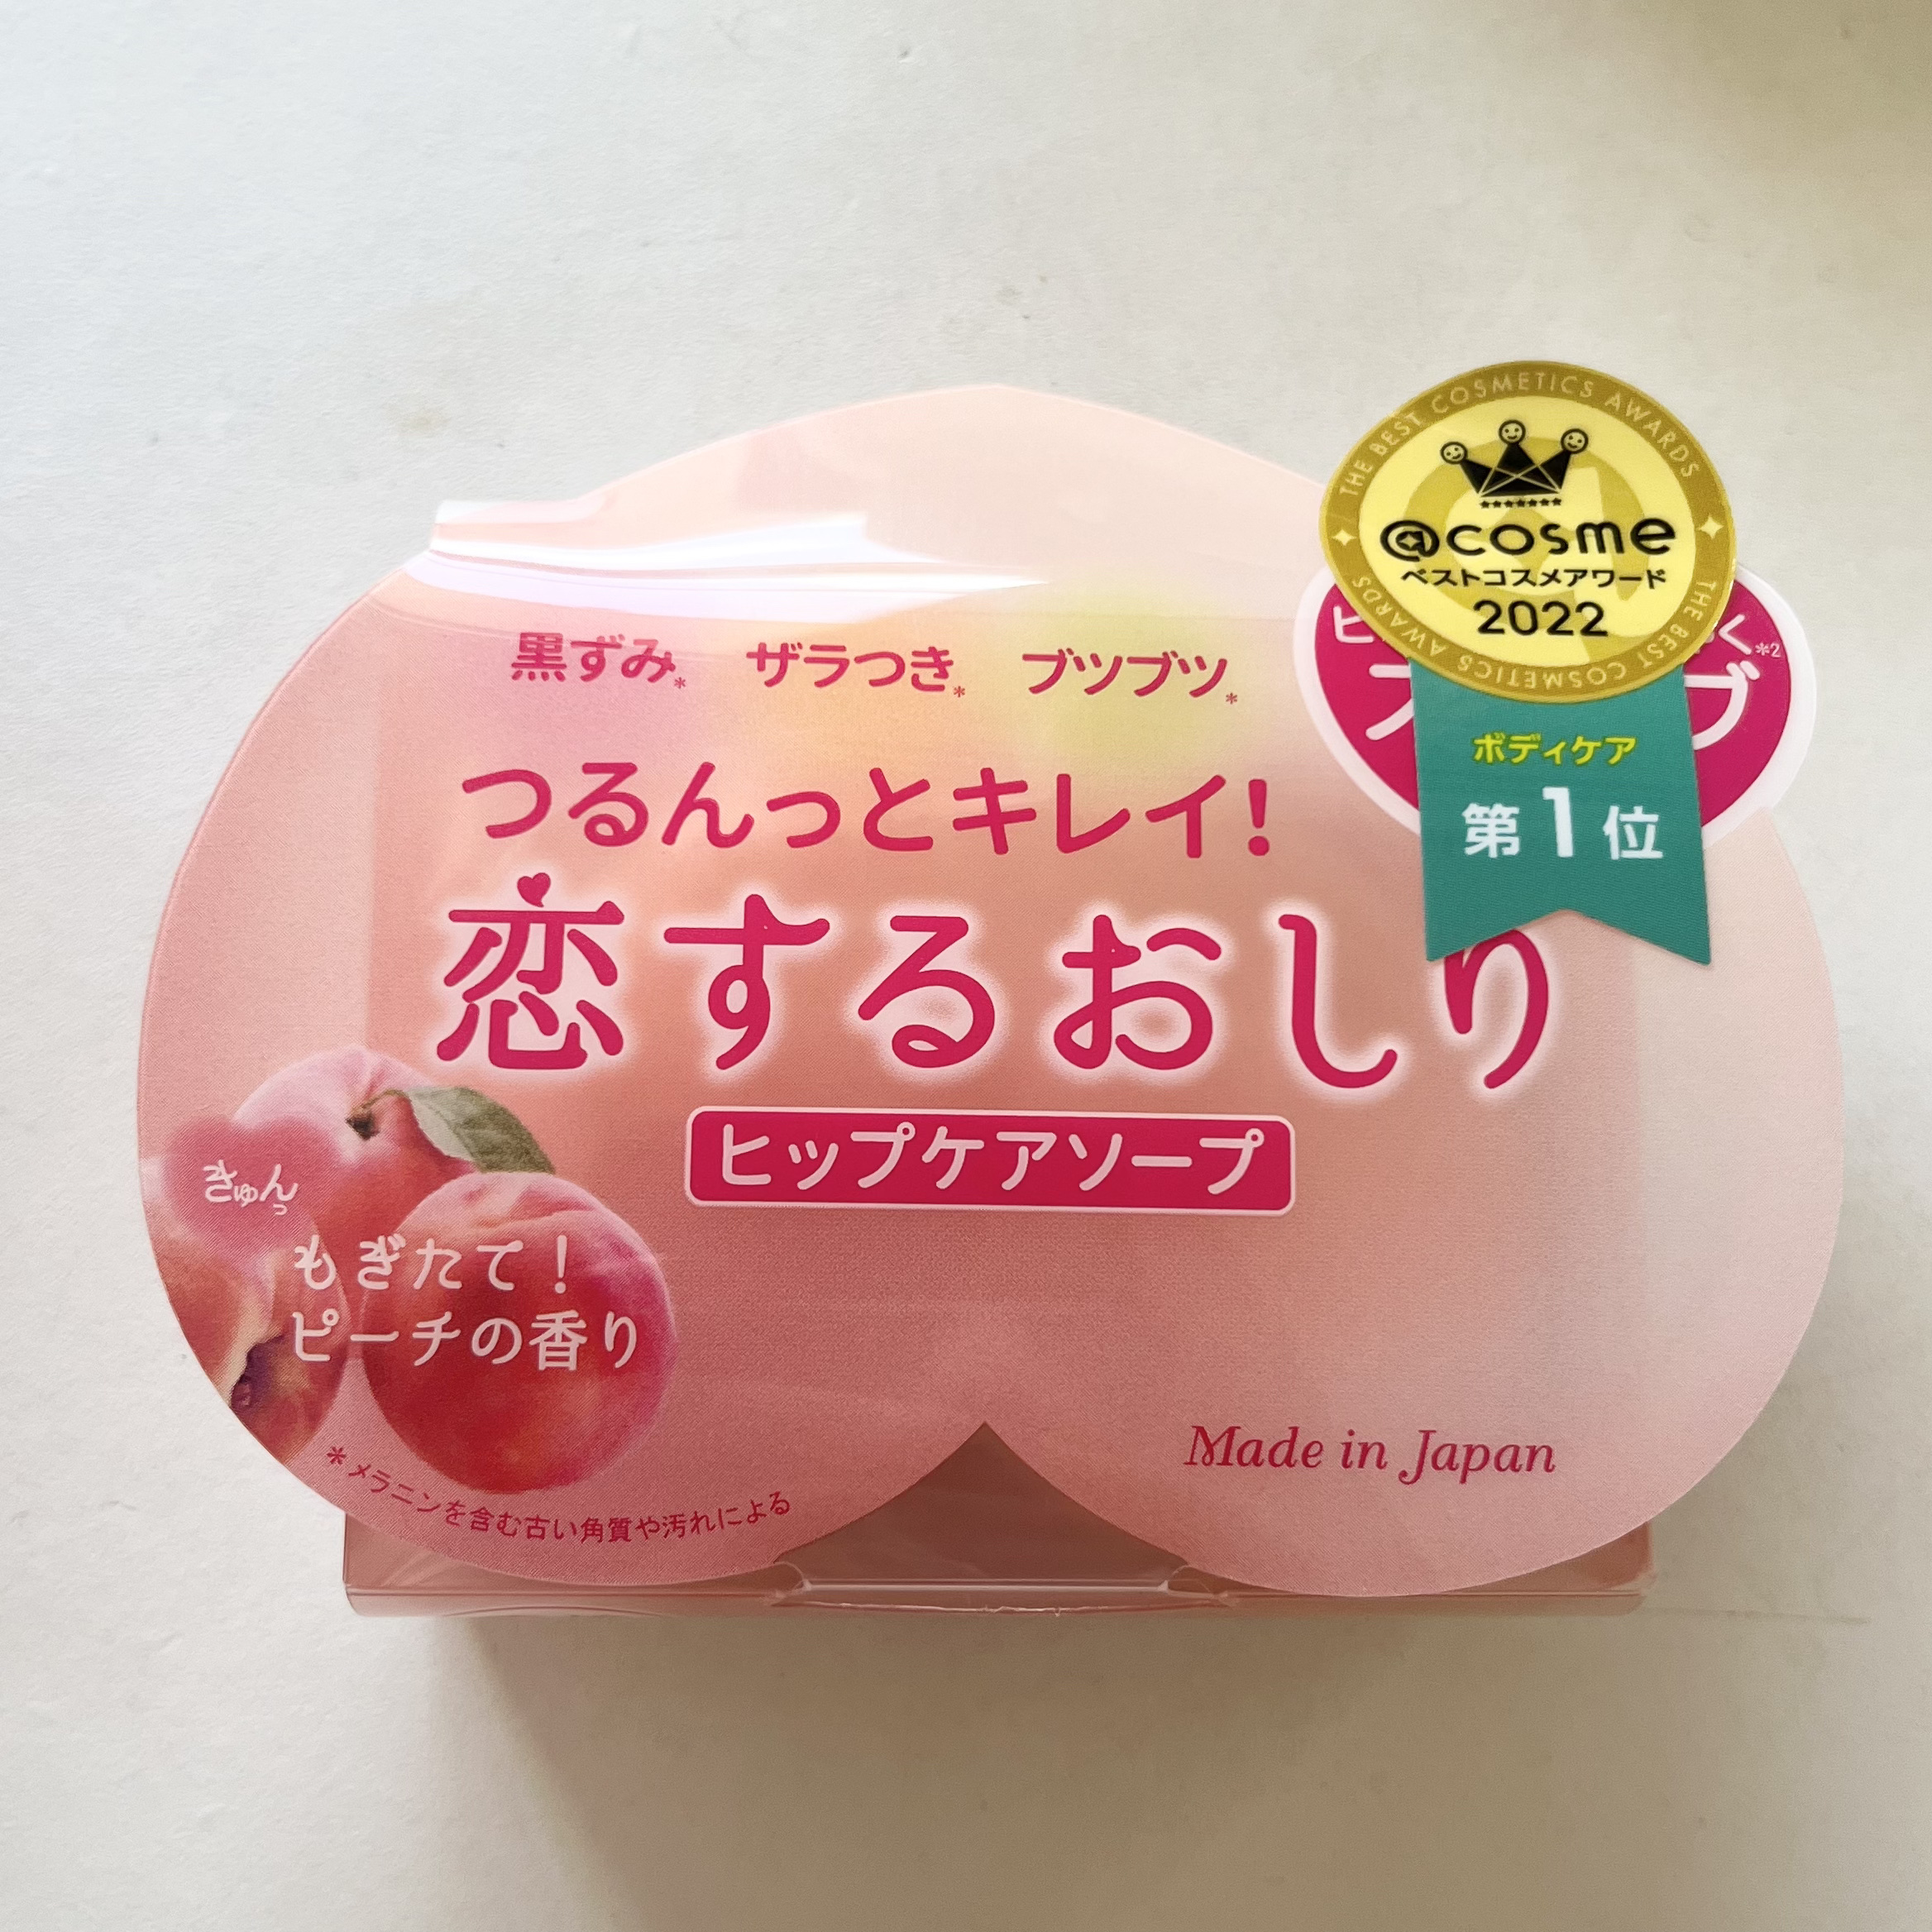 THE BEST COSMETICS AWARDS
@cosme
ベストコスメアワード
2022
THE BEST COSMETICS AWARDS
ボディケア
第1位
黒ずみ* ザラつき* ブツブツ*
つるんっとキレイ!
恋するおしり
ヒップケアソープ
きゅんっ
もぎたて!
ピーチの香り
*メラニンを含む古い角質や汚れによる
Made in Japan